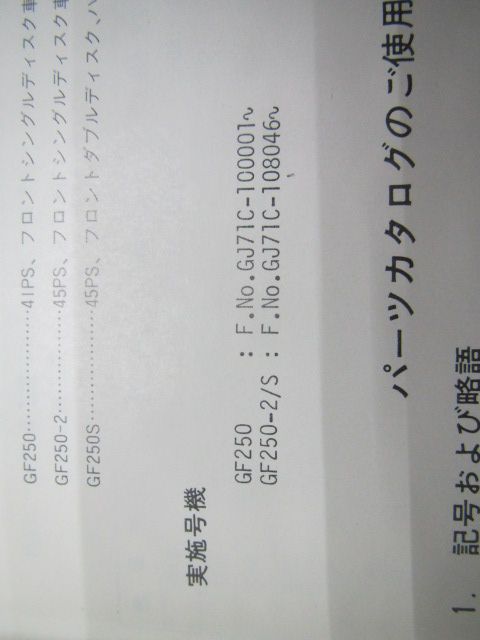 GF250………………41PS、フロントシングルディスク車
GF250-2……………45PS、フロントシングルディスク車
GF250S………………45PS、フロントダブルディスク、ハ
実施号機
GF250 : F.No.GJ71C-100001~
GF250-2/S : F.No.GJ71C-108046~
パーツカタログのご使用
1. 記号および略語